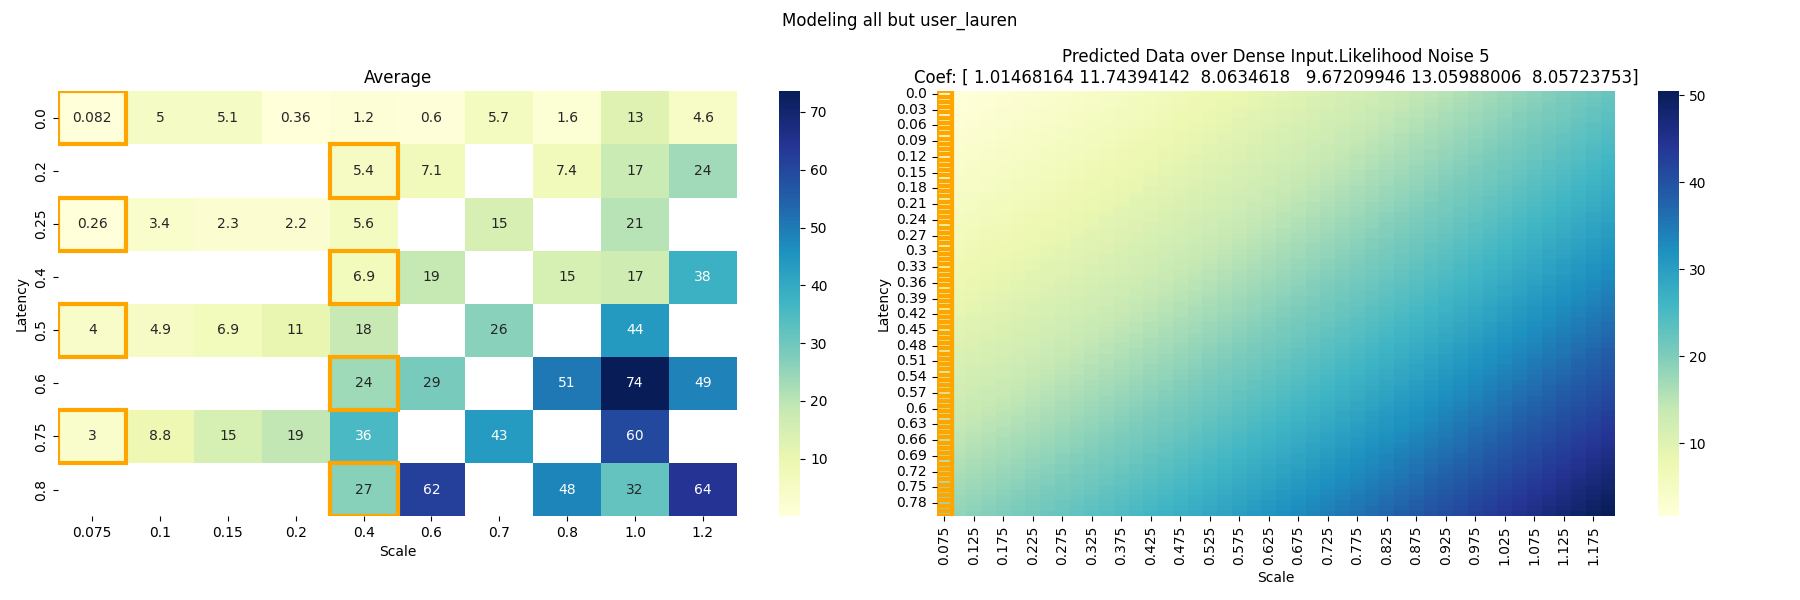 Modeling all but user_lauren
Average
0.0 0.082 5 5.1 0.36 1.2 0.6 5.7 1.6 13 4.6
0.2 5.4 7.1 7.4 17 24
0.25 0.26 3.4 2.3 2.2 5.6 15 21
0.4 6.9 19 15 17 38
0.5 4 4.9 6.9 11 18 26 44
0.6 24 29 51 74 49
0.75 3 8.8 15 19 36 43 60
0.8 27 62 48 32 64
0.075 0.1 0.15 0.2 0.4 0.6 0.7 0.8 1.0 1.2
Scale
Latency
70
60
50
40
30
20
10
Predicted Data over Dense Input.Likelihood Noise 5
Coef: [ 1.01468164 11.74394142 8.0634618 9.67209946 13.05988006 8.05723753]
0.0
0.03
0.06
0.09
0.12
0.15
0.18
0.21
0.24
0.27
0.3
0.33
0.36
0.39
0.42
0.45
0.48
0.51
0.54
0.57
0.6
0.63
0.66
0.69
0.72
0.75
0.78
Latency
0.075 0.125 0.175 0.225 0.275 0.325 0.375 0.425 0.475 0.525 0.575 0.625 0.675 0.725 0.775 0.825 0.875 0.925 0.975 1.025 1.075 1.125 1.175
Scale
50
40
30
20
10